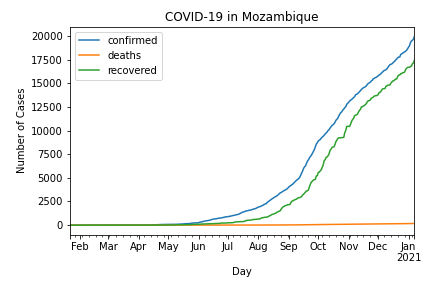 COVID-19 in Mozambique
confirmed
deaths
recovered
Number of Cases
20000
17500
15000
12500
10000
7500
5000
2500
0
Feb Mar Apr May Jun Jul Aug Sep Oct Nov Dec Jan
2021
Day